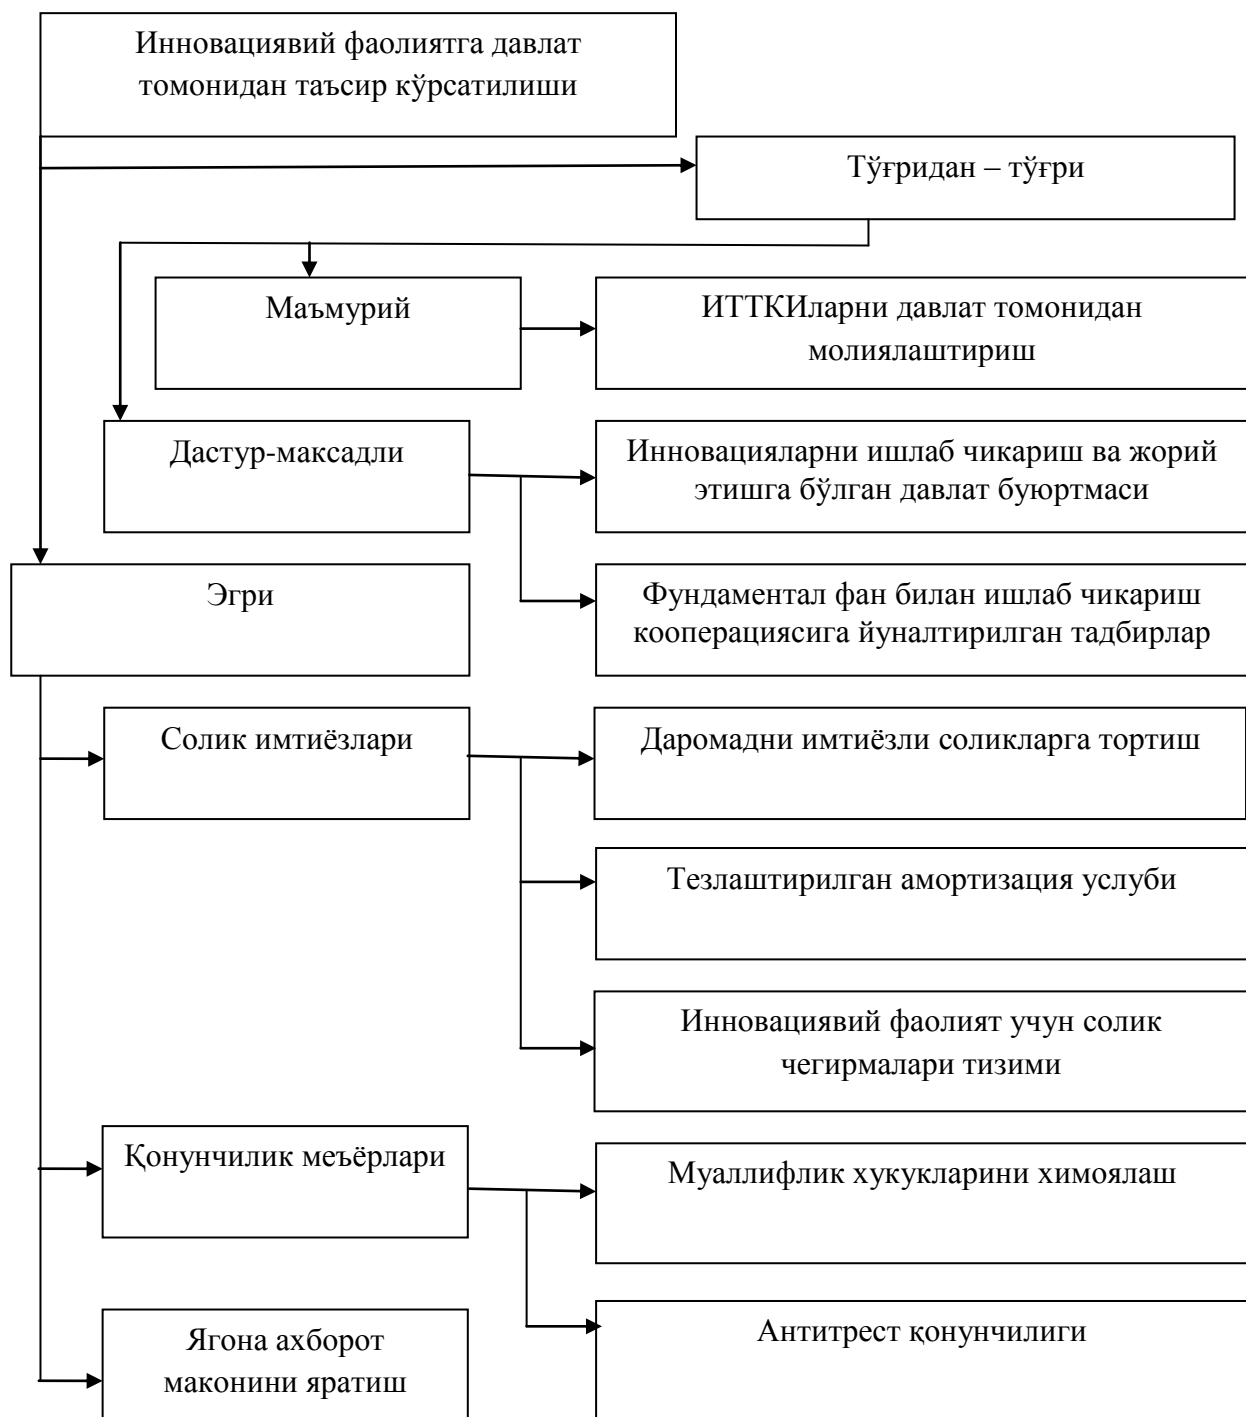 Инновациявий фаолиятга давлат
томонидан таъсир кўрсатилиши
Тўғридан – тўғри
Маъмурий
ИТТКИларни давлат томонидан
молиялаштириш
Дастур-максадли
Инновацияларни ишлаб чикариш ва жорий
этишга бўлган давлат буюртмаси
Эгри
Фундаментал фан билан ишлаб чикариш
кооперациясига йуналтирилган тадбирлар
Солик имтиёзлари
Даромадни имтиёзли соликларга тортиш
Тезлаштирилган амортизация услуби
Инновациявий фаолият учун солик
чегирмалари тизими
Қонунчилик меъёрлари
Муаллифлик хукукларини химоялаш
Ягона ахборот
маконини яратиш
Антитрест қонунчилиги